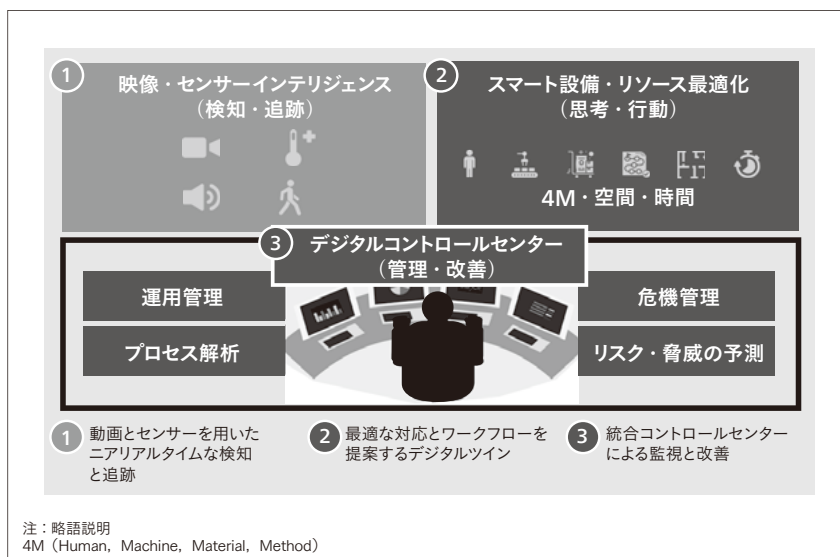 1
映像・センサーインテリジェンス
（検知・追跡）
2
スマート設備・リソース最適化
（思考・行動）
4M・空間・時間
3
デジタルコントロールセンター
（管理・改善）
運用管理
プロセス解析
危機管理
リスク・脅威の予測
1
動画とセンサーを用いた
ニアリアルタイムな検知
と追跡
2
最適な対応とワークフローを
提案するデジタルツイン
3
統合コントロールセンター
による監視と改善
注：略語説明
4M（Human, Machine, Material, Method）